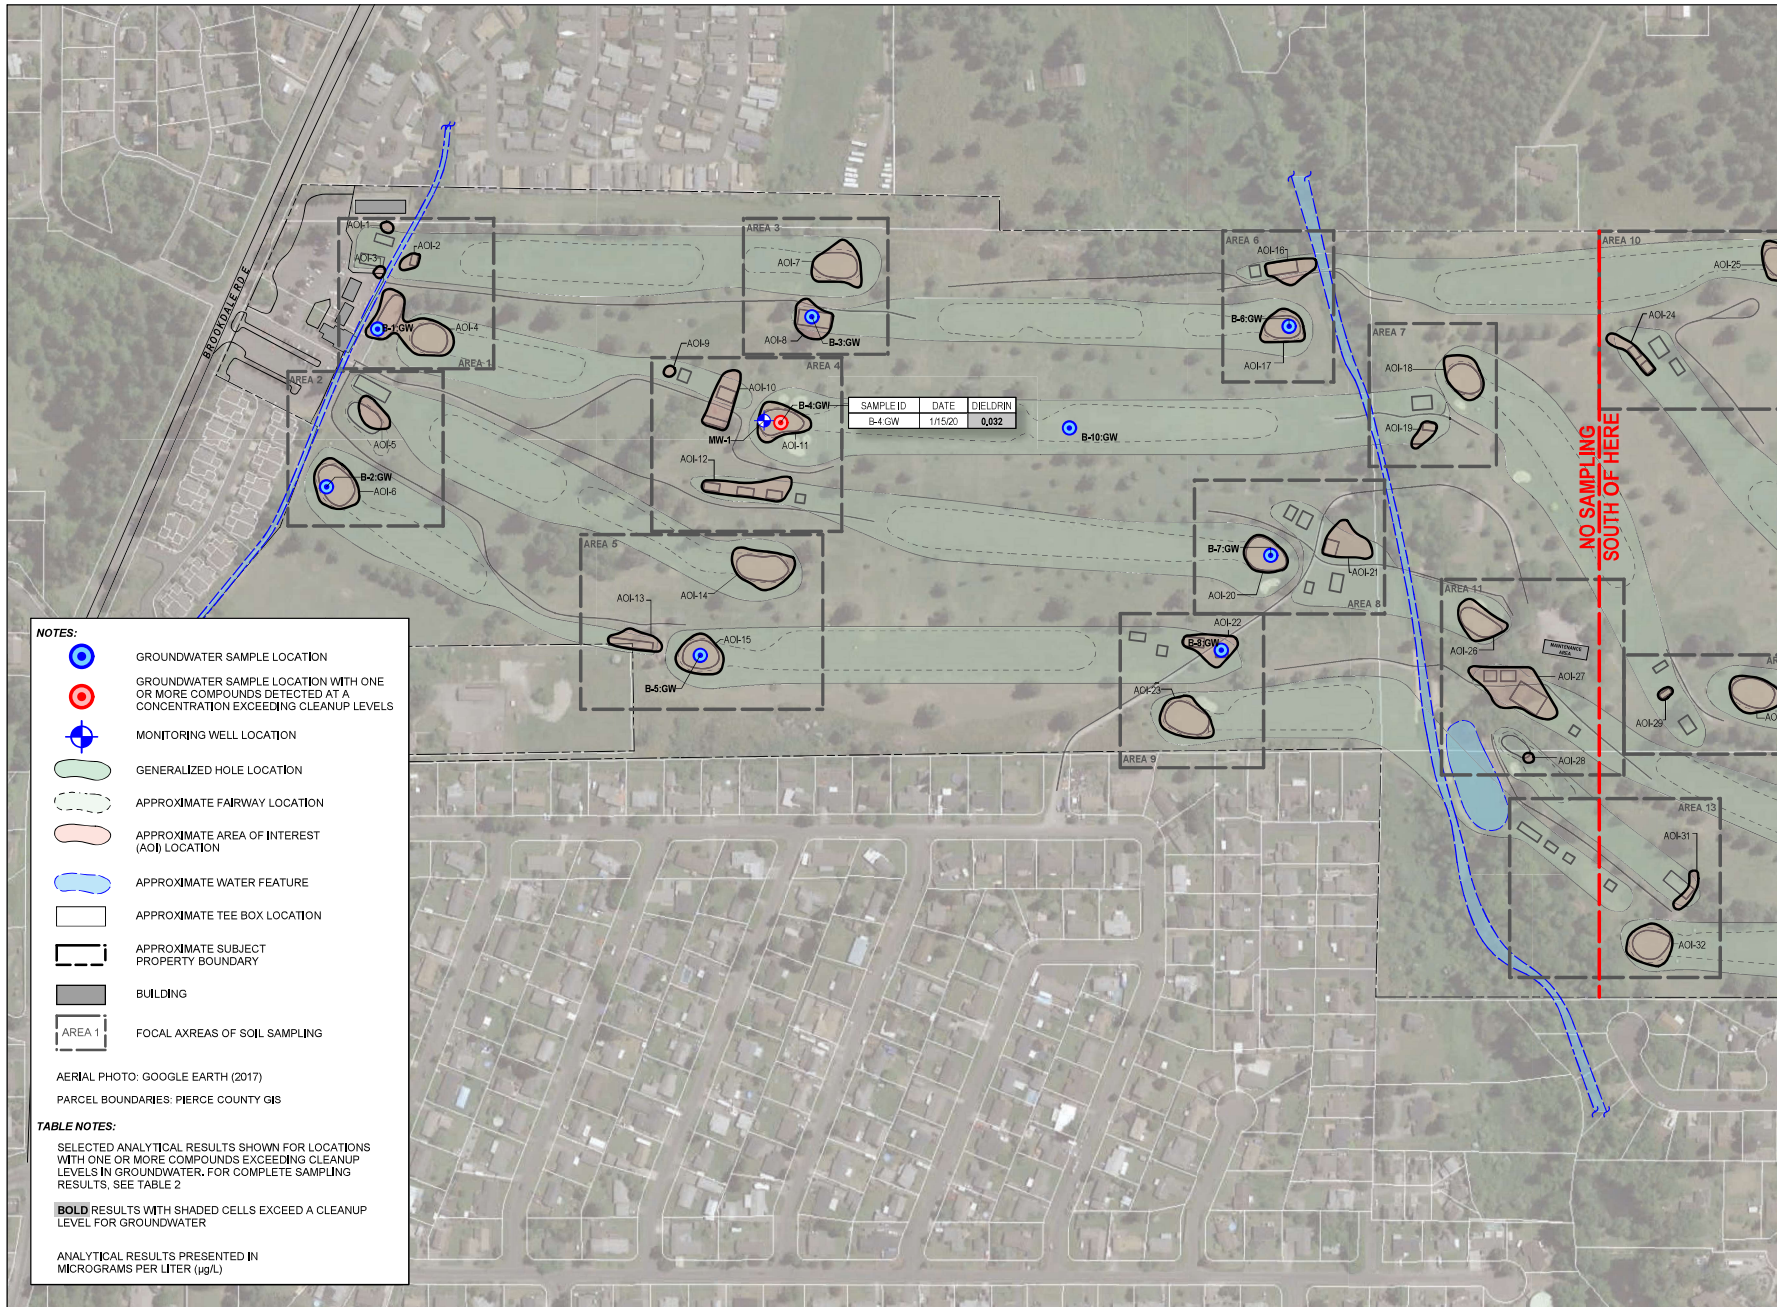 BROOKDALE RD E
AOI-1
AOI-2
AOI-3
B-1:GW
AOI-4
AREA 1
AREA 2
AOI-5
B-2:GW
AOI-6
AREA 3
AOI-7
AOI-8
B-3:GW
AOI-9
AREA 4
AOI-10
B-4:GW
MW-1
AOI-11
AOI-12
SAMPLE ID DATE DIELDRIN
B-4:GW 1/15/20 0.032
B-10:GW
AREA 5
AOI-13
AOI-14
AOI-15
B-5:GW
AREA 6
AOI-16
B-6:GW
AOI-17
AREA 7
AOI-18
AOI-19
B-7:GW
AOI-20
AOI-21
AREA 8
AOI-22
B-8:GW
AOI-23
AREA 9
AREA 10
AOI-25
AOI-24
NO SAMPLING
SOUTH OF HERE
AREA 11
AOI-26
MAINTENANCE
AREA
AOI-27
AOI-28
AOI-29
AREA 13
AOI-31
AOI-32
NOTES:
GROUNDWATER SAMPLE LOCATION
GROUNDWATER SAMPLE LOCATION WITH ONE
OR MORE COMPOUNDS DETECTED AT A
CONCENTRATION EXCEEDING CLEANUP LEVELS
MONITORING WELL LOCATION
GENERALIZED HOLE LOCATION
APPROXIMATE FAIRWAY LOCATION
APPROXIMATE AREA OF INTEREST
(AOI) LOCATION
APPROXIMATE WATER FEATURE
APPROXIMATE TEE BOX LOCATION
APPROXIMATE SUBJECT
PROPERTY BOUNDARY
BUILDING
AREA 1 FOCAL AXREAS OF SOIL SAMPLING
AERIAL PHOTO: GOOGLE EARTH (2017)
PARCEL BOUNDARIES: PIERCE COUNTY GIS
TABLE NOTES:
SELECTED ANALYTICAL RESULTS SHOWN FOR LOCATIONS
WITH ONE OR MORE COMPOUNDS EXCEEDING CLEANUP
LEVELS IN GROUNDWATER. FOR COMPLETE SAMPLING
RESULTS, SEE TABLE 2
BOLD RESULTS WITH SHADED CELLS EXCEED A CLEANUP
LEVEL FOR GROUNDWATER
ANALYTICAL RESULTS PRESENTED IN
MICROGRAMS PER LITER (µg/L)